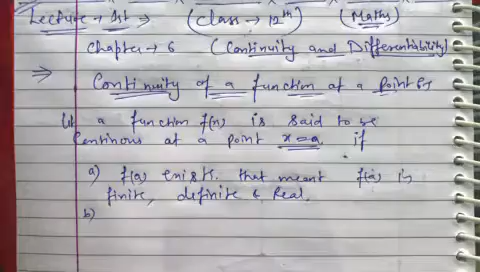 Lecture → 1st ⇒ (Class → 12th) (Maths)
Chapter → 6 (Continuity and Differentiability)
⇒ Continuity of a function at a Point
a function f(x) is said to be
Continous at a point x=a if
a) f(a) exists. that meant f(a) is
finite, definite & Real.
b)